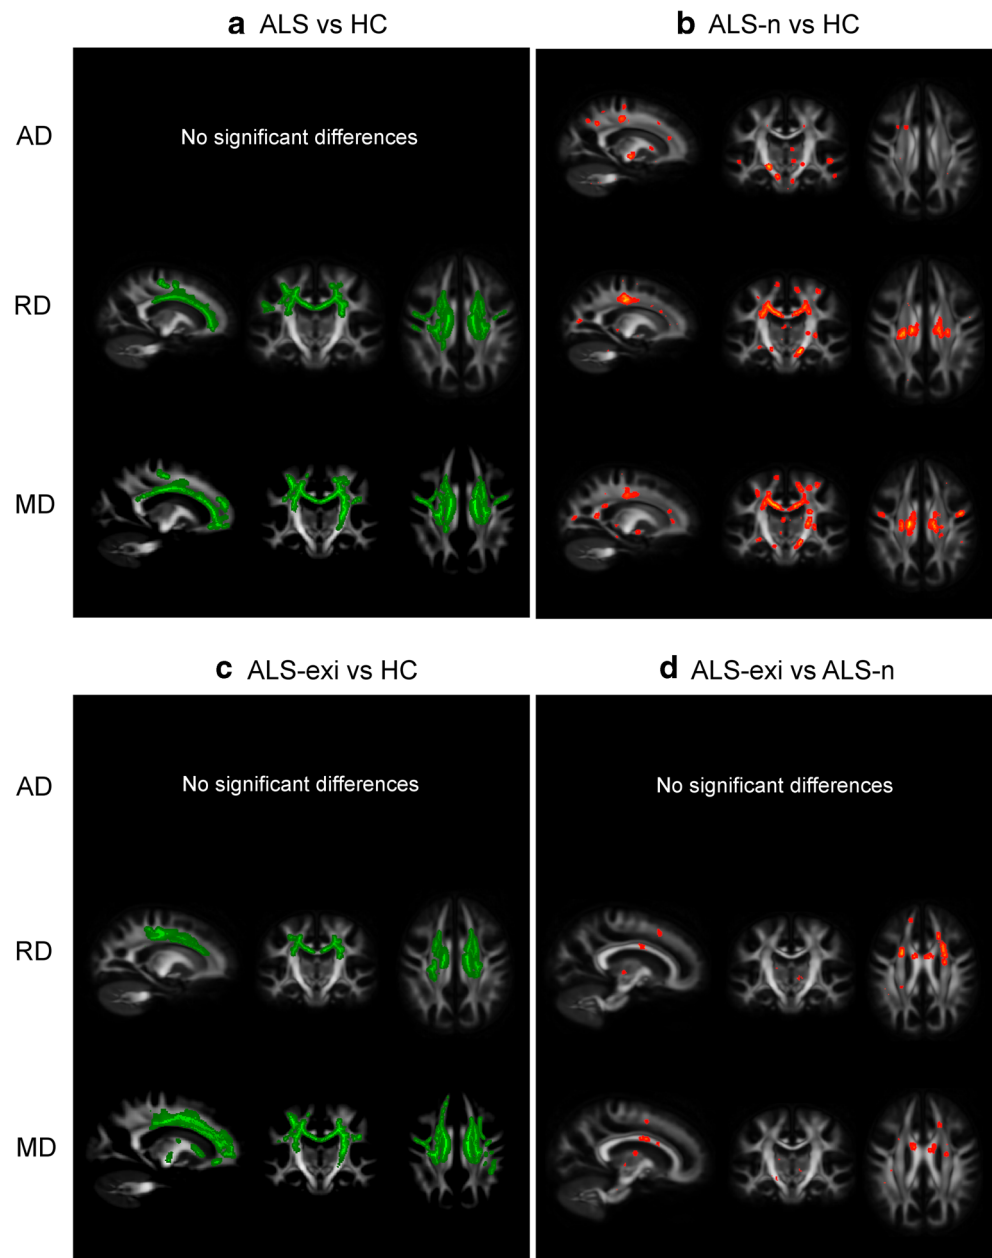 a ALS vs HC
b ALS-n vs HC
AD
No significant differences
RD
MD
c ALS-exi vs HC
d ALS-exi vs ALS-n
AD
No significant differences
No significant differences
RD
MD